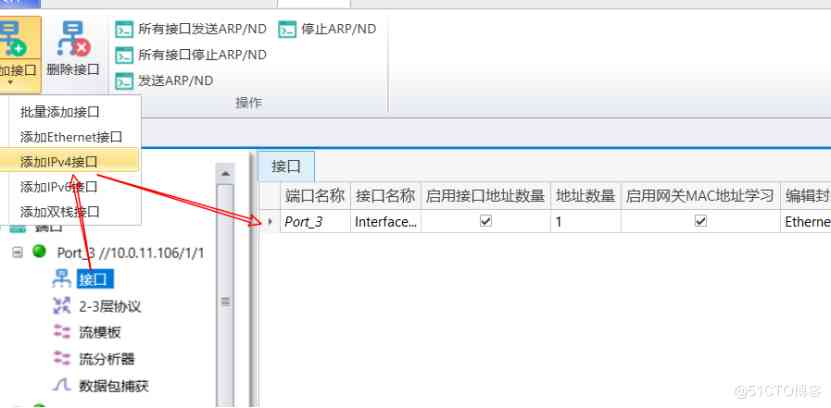 所有接口发送ARP/ND
停止ARP/ND
加接口
删除接口
所有接口停止ARP/ND
发送ARP/ND
操作
批量添加接口
添加Ethernet接口
添加IPv4接口
添加IPv6接口
添加双栈接口
接口
端口名称 接口名称 启用接口地址数量 地址数量 启用网关MAC地址学习 编辑封
Port_3 Interface... 1 Etherne
端口
Port_3 //10.0.11.106/1/1
接口
2-3层协议
流模板
流分析器
数据包捕获
@51CTO博客